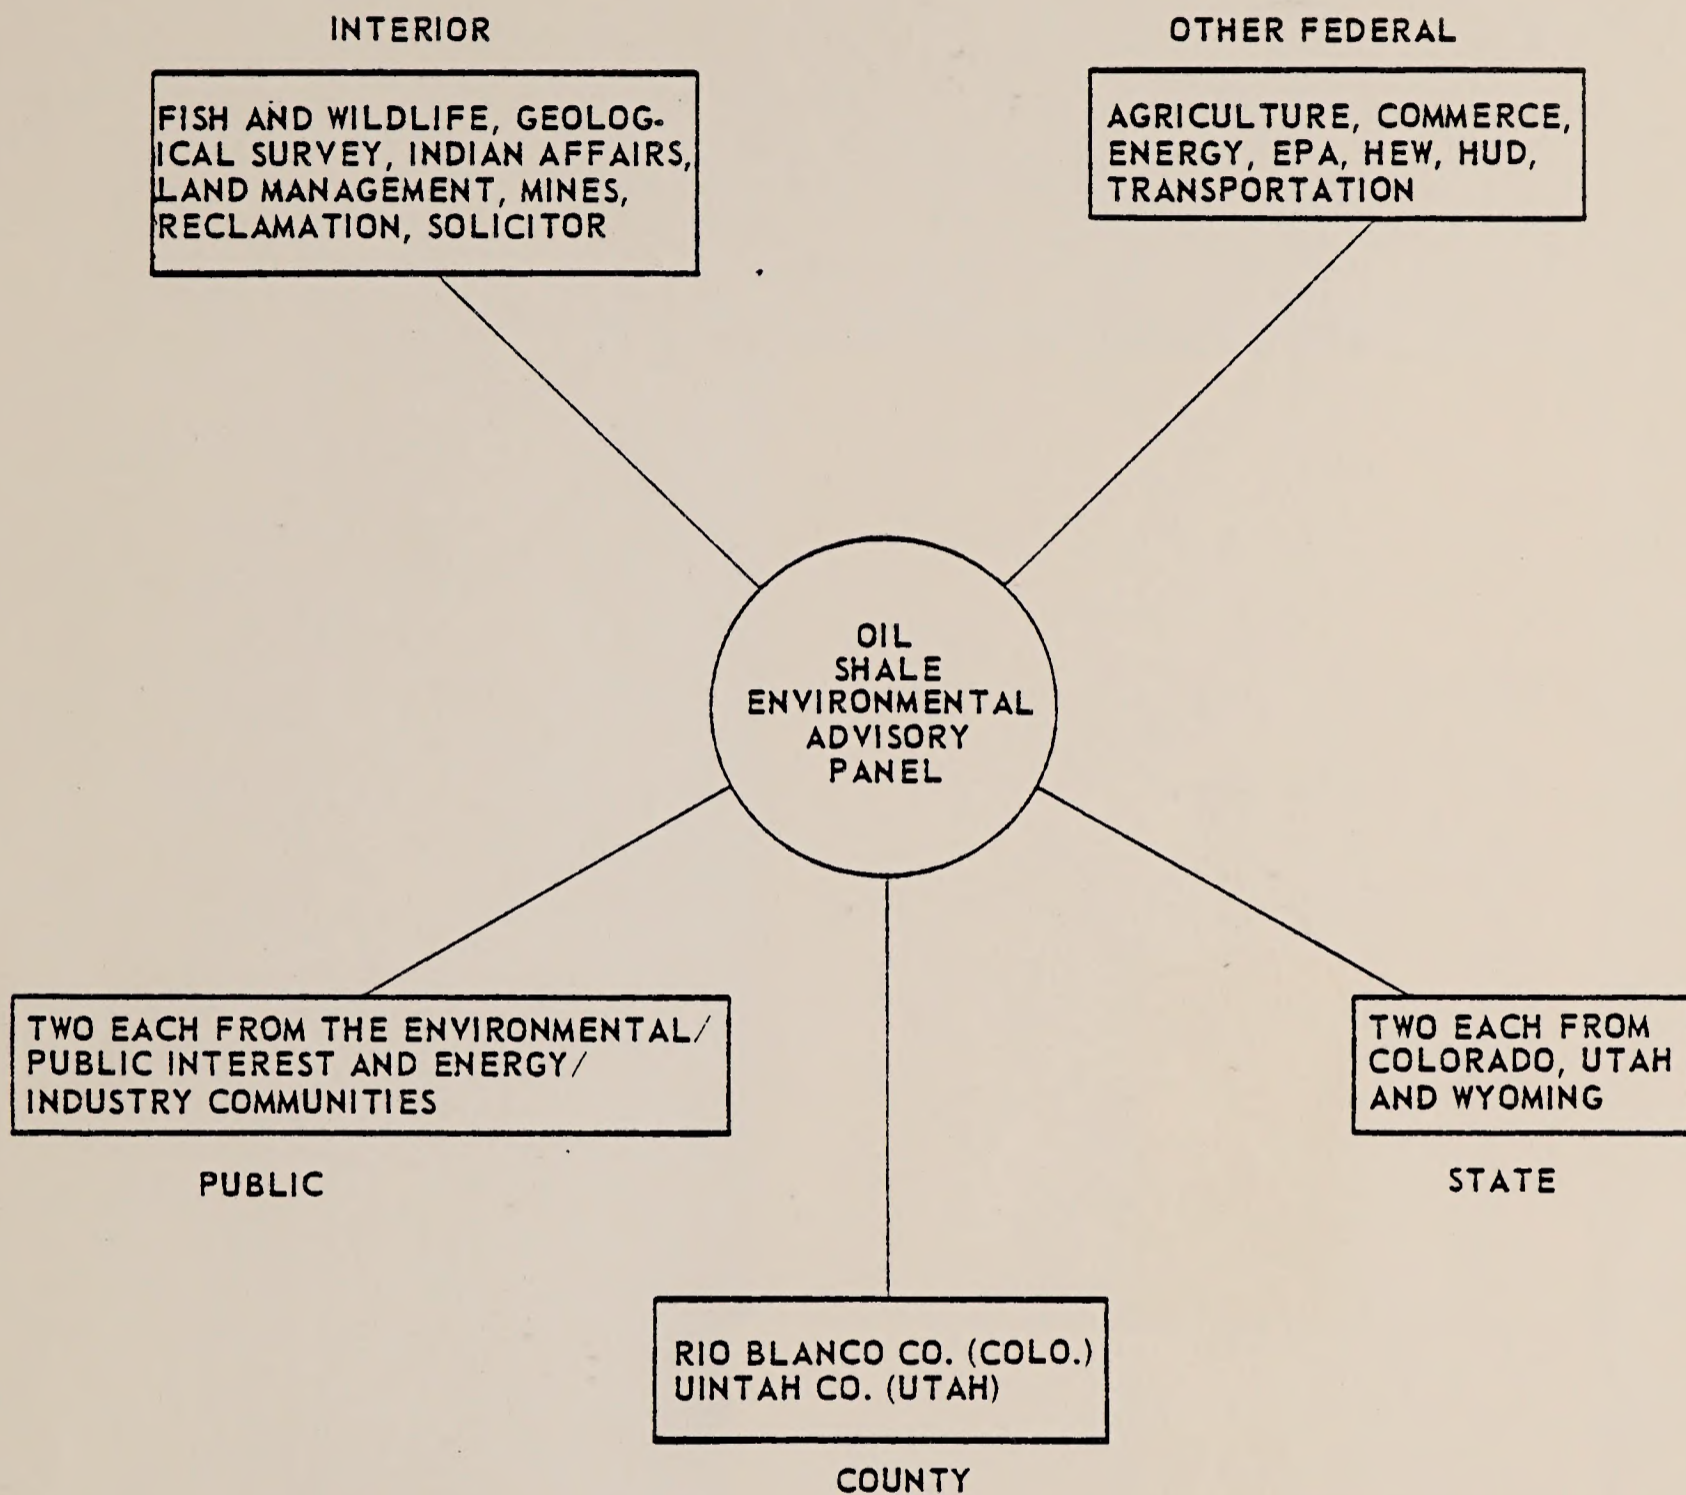 INTERIOR
FISH AND WILDLIFE, GEOLOG-
ICAL SURVEY, INDIAN AFFAIRS,
LAND MANAGEMENT, MINES,
RECLAMATION, SOLICITOR
OTHER FEDERAL
AGRICULTURE, COMMERCE,
ENERGY, EPA, HEW, HUD,
TRANSPORTATION
OIL
SHALE
ENVIRONMENTAL
ADVISORY
PANEL
TWO EACH FROM THE ENVIRONMENTAL/
PUBLIC INTEREST AND ENERGY/
INDUSTRY COMMUNITIES
PUBLIC
TWO EACH FROM
COLORADO, UTAH
AND WYOMING
STATE
RIO BLANCO CO. (COLO.)
UINTAH CO. (UTAH)
COUNTY